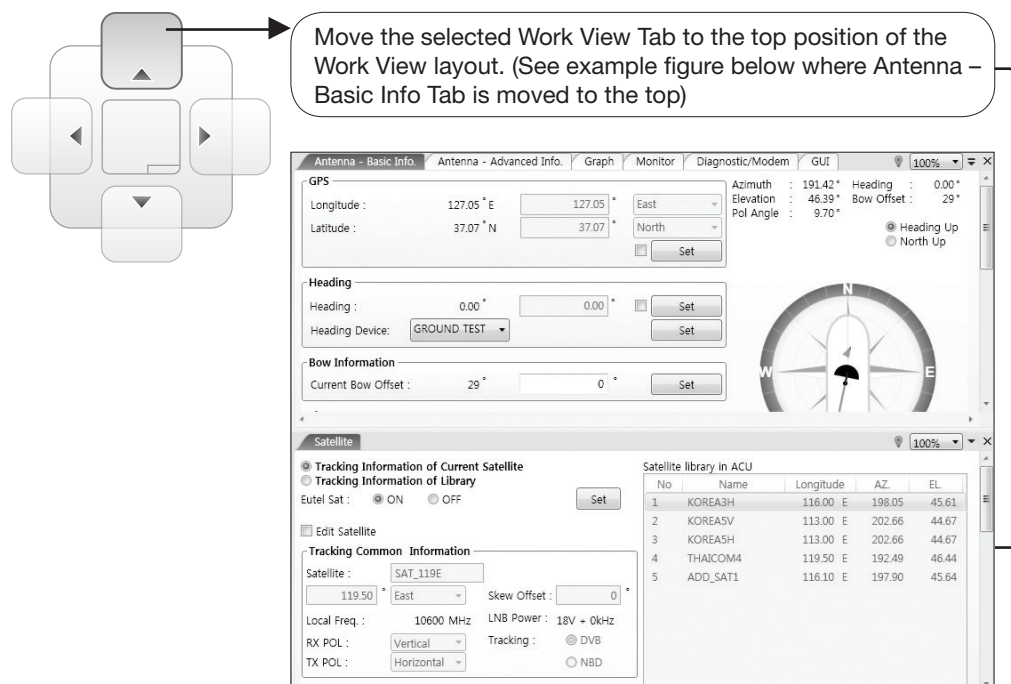 Move the selected Work View Tab to the top position of the
Work View layout. (See example figure below where Antenna –
Basic Info Tab is moved to the top)
Antenna - Basic Info. Antenna - Advanced Info. Graph Monitor Diagnostic/Modem GUI 100%
GPS
Longitude : 127.05 ° E 127.05 ° East
Latitude : 37.07 ° N 37.07 ° North
Set
Azimuth : 191.42° Heading : 0.00°
Elevation : 46.39° Bow Offset : 29°
Pol Angle : 9.70°
Heading Up
North Up
Heading
Heading : 0.00 ° 0.00 ° Set
Heading Device: GROUND TEST Set
Bow Information
Current Bow Offset : 29 ° 0 ° Set
N
W E
Satellite 100%
Tracking Information of Current Satellite
Tracking Information of Library
Eutel Sat : ON OFF Set
Edit Satellite
Tracking Common Information
Satellite : SAT_119E
119.50 ° East Skew Offset : 0 °
Local Freq. : 10600 MHz LNB Power : 18V + 0kHz
RX POL : Vertical Tracking : DVB
TX POL : Horizontal NBD
Satellite library in ACU
No Name Longitude AZ. EL.
1 KOREA3H 116.00 E 198.05 45.61
2 KOREA5V 113.00 E 202.66 44.67
3 KOREA5H 113.00 E 202.66 44.67
4 THAICOM4 119.50 E 192.49 46.44
5 ADD_SAT1 116.10 E 197.90 45.64